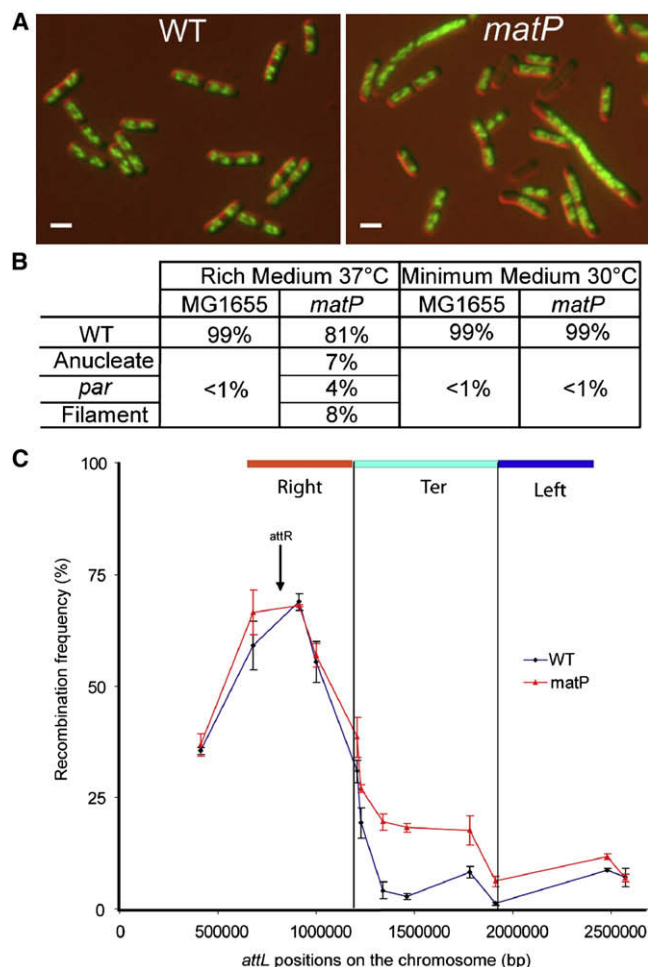 A
WT
matP
B
Rich Medium 37°C Minimum Medium 30°C
MG1655 matP MG1655 matP
WT 99% 81% 99% 99%
Anucleate 7%
par <1% 4% <1% <1%
Filament 8%
C
100
75
50
25
0
Recombination frequency (%)
Right Ter Left
attR
WT
matP
0 500000 1000000 1500000 2000000 2500000
attL positions on the chromosome (bp)